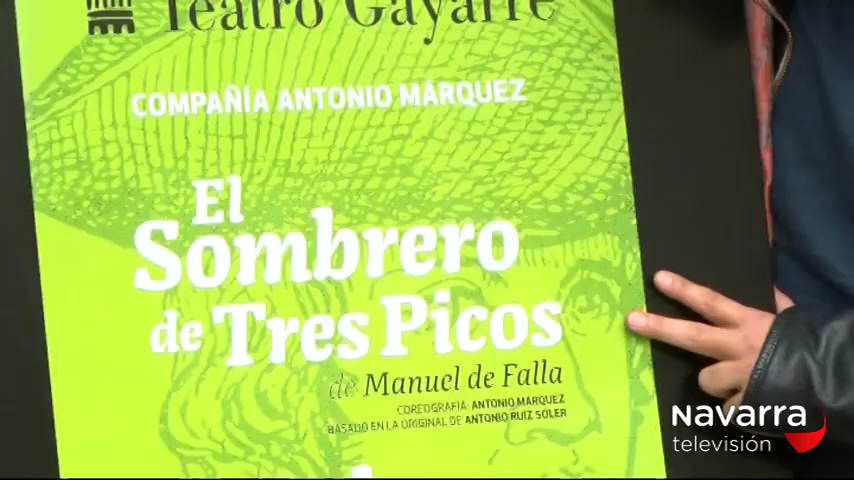 Teatro Gayarre
COMPAÑÍA ANTONIO MÁRQUEZ
El
Sombrero
de Tres Picos
de Manuel de Falla
COREOGRAFÍA: ANTONIO MÁRQUEZ
BASADO EN LA ORIGINAL DE ANTONIO RUIZ SOLER
Navarra
televisión